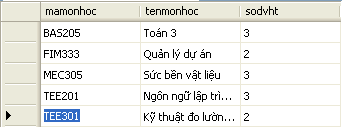 mamonhoc tenmonhoc sodvht
BAS205 Toán 3 3
FIM333 Quản lý dự án 2
MEC305 Sức bền vật liệu 3
TEE201 Ngôn ngữ lập trì... 3
TEE301 Kỹ thuật đo lườn... 2